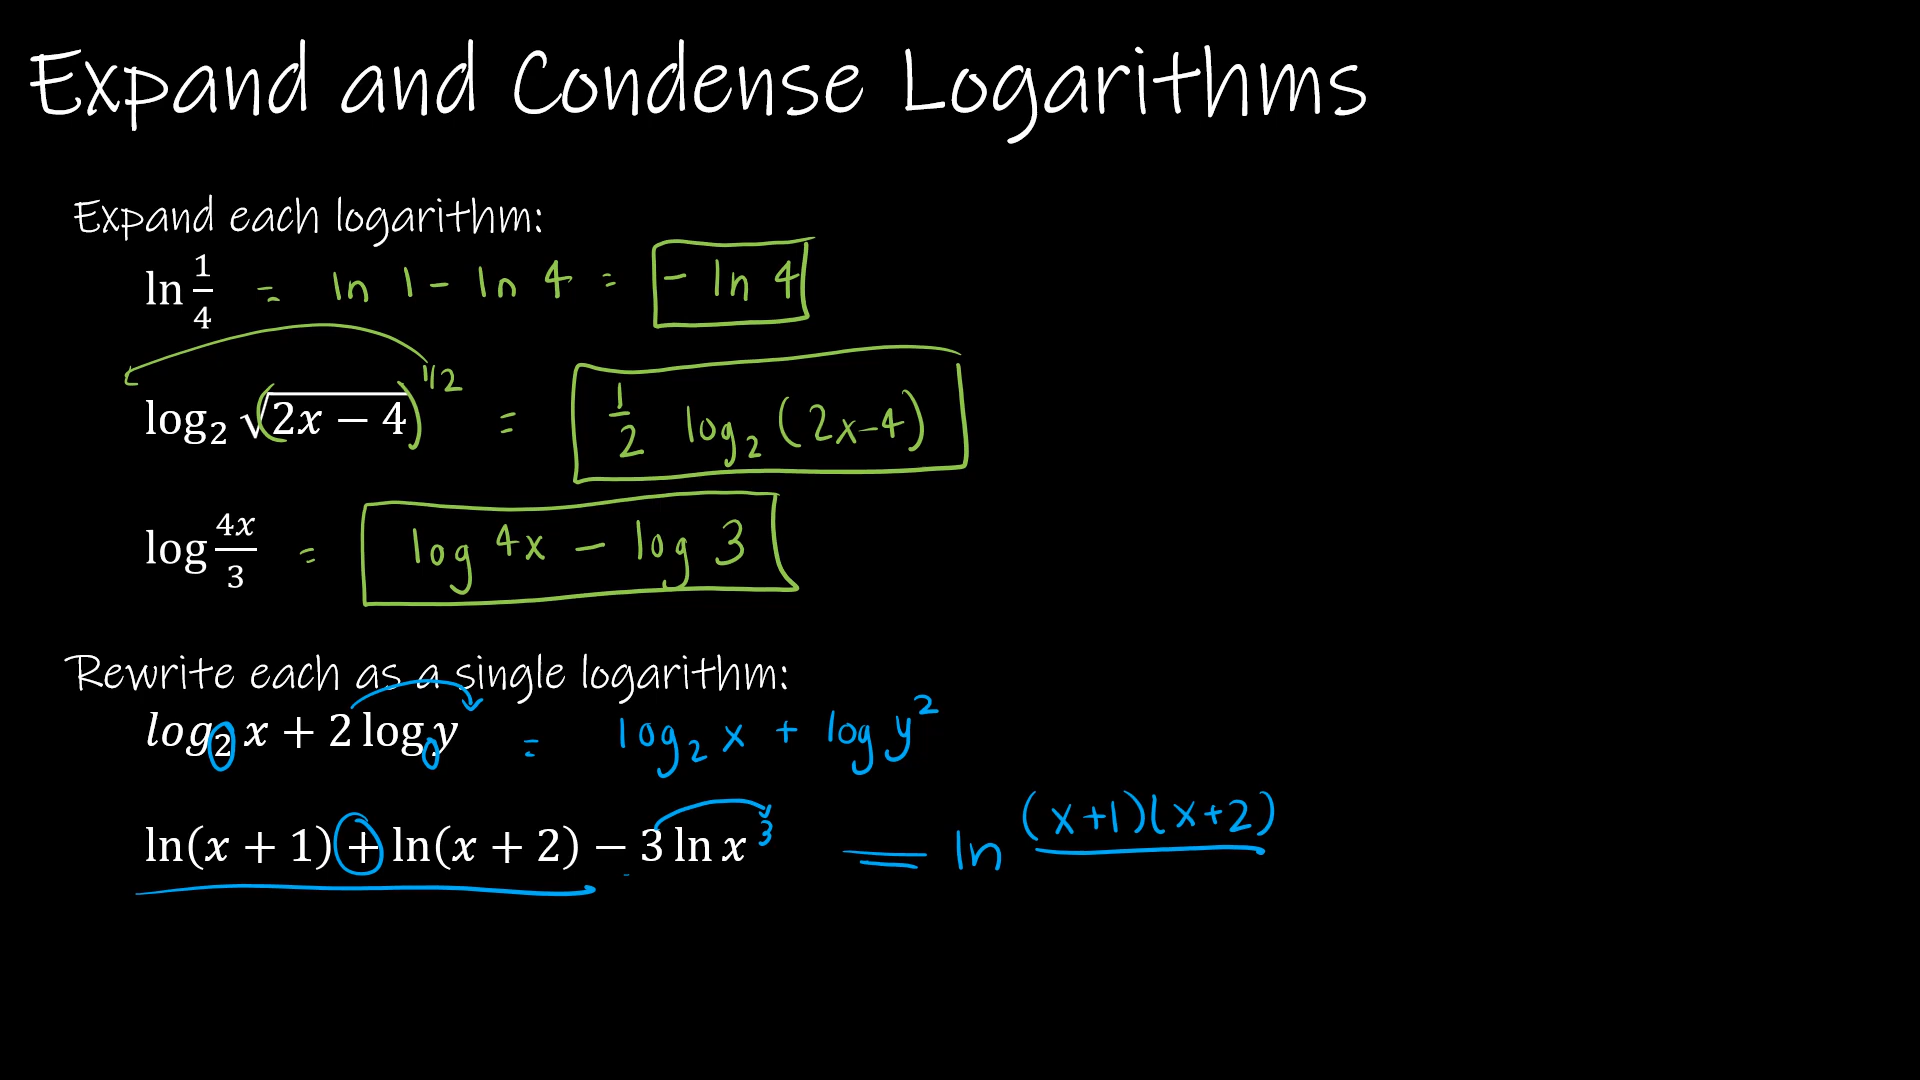 Expand and Condense Logarithms
Expand each logarithm:
ln 1/4 = ln 1 - ln 4 = - ln 4
log₂ √(2x − 4)^1/2 = 1/2 log₂ (2x-4)
log 4x/3 = log 4x - log 3
Rewrite each as a single logarithm:
log₂ x + 2 log y = log₂ x + log y²
ln(x + 1) + ln(x + 2) − 3 ln x³ = ln (x+1)(x+2)